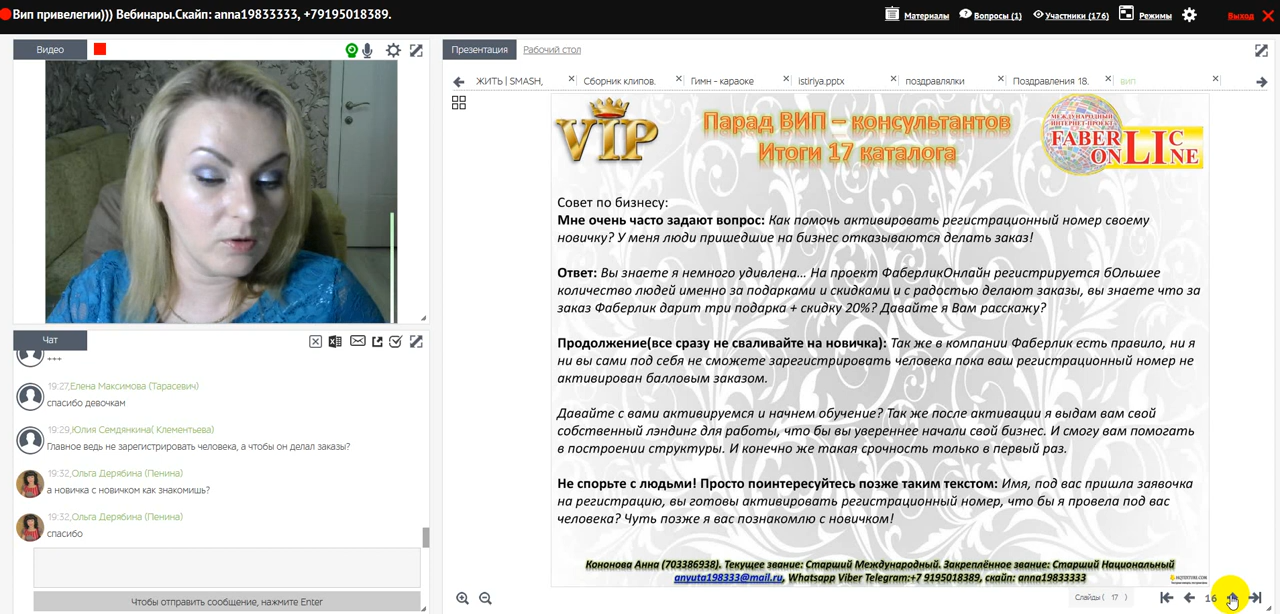 Вип привелегии))) Вебинары.Скайп: anna19833333, +79195018389.
Материалы
Вопросы (1)
Участники (176)
Режимы
Выход
Видео
Презентация
Рабочий стол
ЖИТЬ | SMASH,
Сборник клипов.
Гимн - караоке
istiriya.pptx
поздравлялки
Поздравления 18.
вип
VIP
Парад ВИП – консультантов
Итоги 17 каталога
МЕЖДУНАРОДНЫЙ
ИНТЕРНЕТ-ПРОЕКТ
FABERLIC
ONLINE
Совет по бизнесу:
Мне очень часто задают вопрос: Как помочь активировать регистрационный номер своему
новичку? У меня люди пришедшие на бизнес отказываются делать заказ!
Ответ: Вы знаете я немного удивлена... На проект ФаберликОнлайн регистрируется бОльшее
количество людей именно за подарками и скидками и с радостью делают заказы, вы знаете что за
заказ Фаберлик дарит три подарка + скидку 20%? Давайте я Вам расскажу?
Продолжение(все сразу не сваливайте на новичка): Так же в компании Фаберлик есть правило, ни я
ни вы сами под себя не сможете зарегистрировать человека пока ваш регистрационный номер не
активирован балловым заказом.
Давайте с вами активируемся и начнем обучение? Так же после активации я выдам вам свой
собственный лэндинг для работы, что бы вы увереннее начали свой бизнес. И смогу вам помогать
в построении структуры. И конечно же такая срочность только в первый раз.
Не спорьте с людьми! Просто поинтересуйтесь позже таким текстом: Имя, под вас пришла заявочка
на регистрацию, вы готовы активировать регистрационный номер, что бы я провела под вас
человека? Чуть позже я вас познакомлю с новичком!
Кононова Анна (703386938). Текущее звание: Старший Международный. Закреплённое звание: Старший Национальный
anyuta198333@mail.ru, Whatsapp Viber Telegram:+7 9195018389, скайп: anna19833333
Слайды ( 17 )
16
Чат
+++
19:27,Елена Максимова (Тарасевич)
спасибо девочкам
19:29,Юлия Семдянкина( Клементьева)
Главное ведь не зарегистрировать человека, а чтобы он делал заказы?
19:32,Ольга Дерябина (Пенина)
а новичка с новичком как знакомишь?
19:32,Ольга Дерябина (Пенина)
спасибо
Чтобы отправить сообщение, нажмите Enter